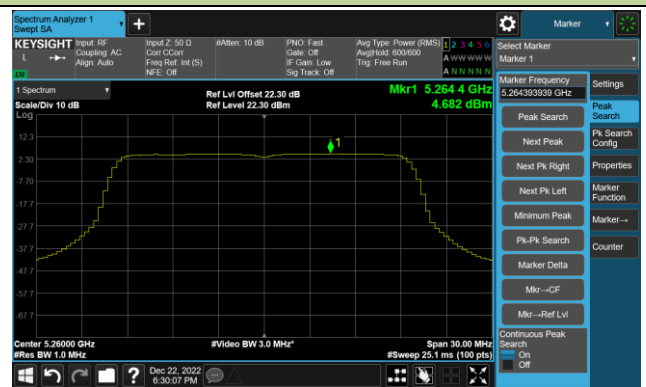 Spectrum Analyzer 1
Swept SA
+
Marker
KEYSIGHT
L
LW
Input: RF
Coupling: AC
Align: Auto
Input Z: 50 Ω
Corr CCorr
Freq Ref: Int (S)
NFE: Off
#Atten: 10 dB
PNO: Fast
Gate: Off
IF Gain: Low
Sig Track: Off
Avg Type: Power (RMS)
Avg|Hold: 600/600
Trig: Free Run
1 2 3 4 5 6
A W W W W W
A N N N N N
Select Marker
Marker 1
1 Spectrum
Scale/Div 10 dB
Log
Ref Lvl Offset 22.30 dB
Ref Level 22.30 dBm
Mkr1 5.264 4 GHz
4.682 dBm
12.3
2.30
-7.70
-17.7
-27.7
-37.7
-47.7
-57.7
-67.7
1
Center 5.26000 GHz
#Res BW 1.0 MHz
#Video BW 3.0 MHz*
Span 30.00 MHz
#Sweep 25.1 ms (100 pts)
Marker Frequency
5.264393939 GHz
Peak Search
Next Peak
Next Pk Right
Next Pk Left
Minimum Peak
Pk-Pk Search
Marker Delta
Mkr→CF
Mkr→Ref Lvl
Continuous Peak
Search
On
Off
Settings
Peak
Search
Pk Search
Config
Properties
Marker
Function
Marker→
Counter
?
Dec 22, 2022
6:30:07 PM